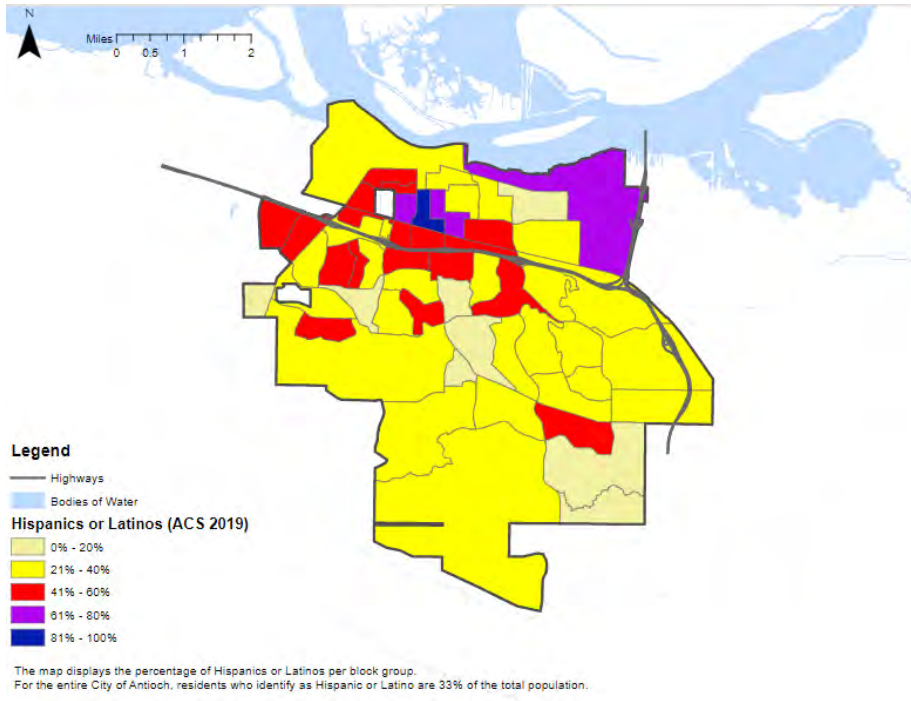 N
Miles
0 0.5 1 2
Legend
Highways
Bodies of Water
Hispanics or Latinos (ACS 2019)
0% - 20%
21% - 40%
41% - 60%
61% - 80%
81% - 100%
The map displays the percentage of Hispanics or Latinos per block group.
For the entire City of Antioch, residents who identify as Hispanic or Latino are 33% of the total population.